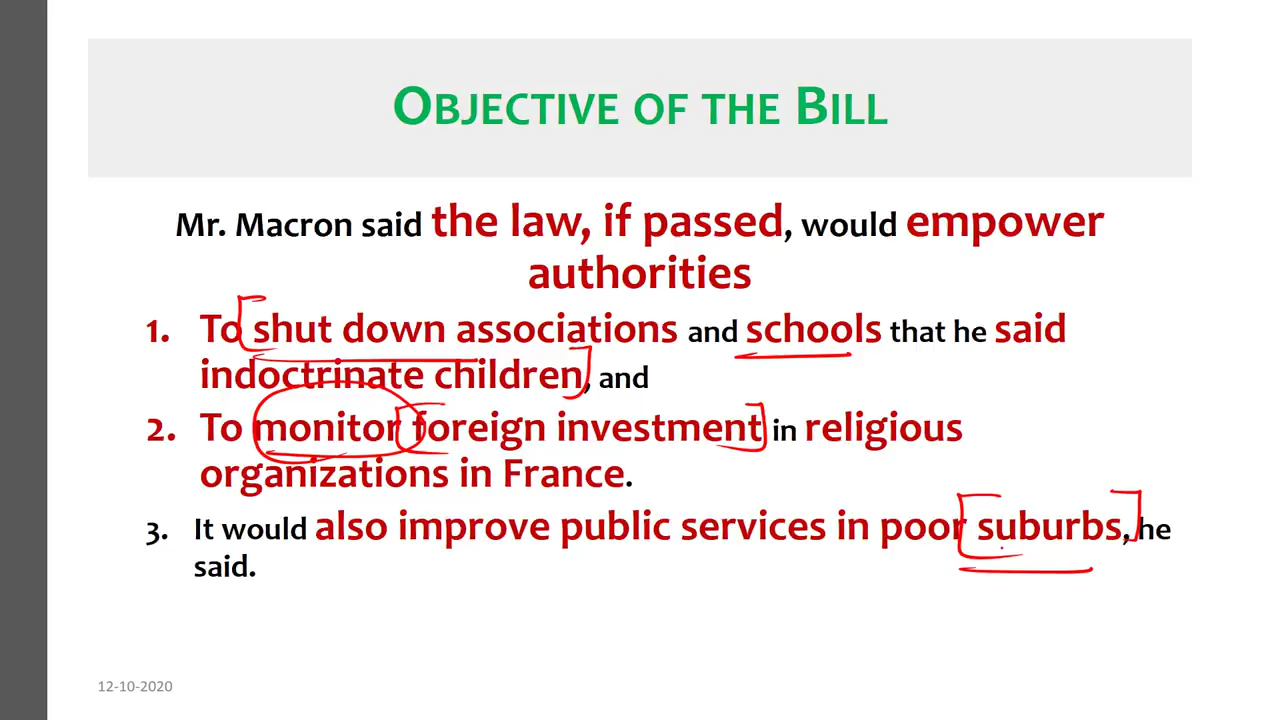 OBJECTIVE OF THE BILL
Mr. Macron said the law, if passed, would empower
authorities
1. To shut down associations and schools that he said
indoctrinate children, and
2. To monitor foreign investment in religious
organizations in France.
3. It would also improve public services in poor suburbs, he
said.
12-10-2020